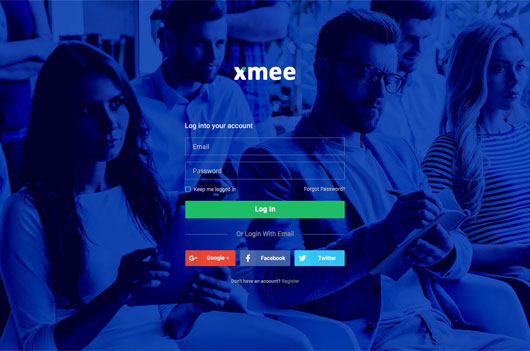 xmee
Log into your account
Email
Password
Keep me logged in
Forgot Password?
Log In
Or Login With Email
G+ Google +
f Facebook
Twitter
Don't have an account? Register